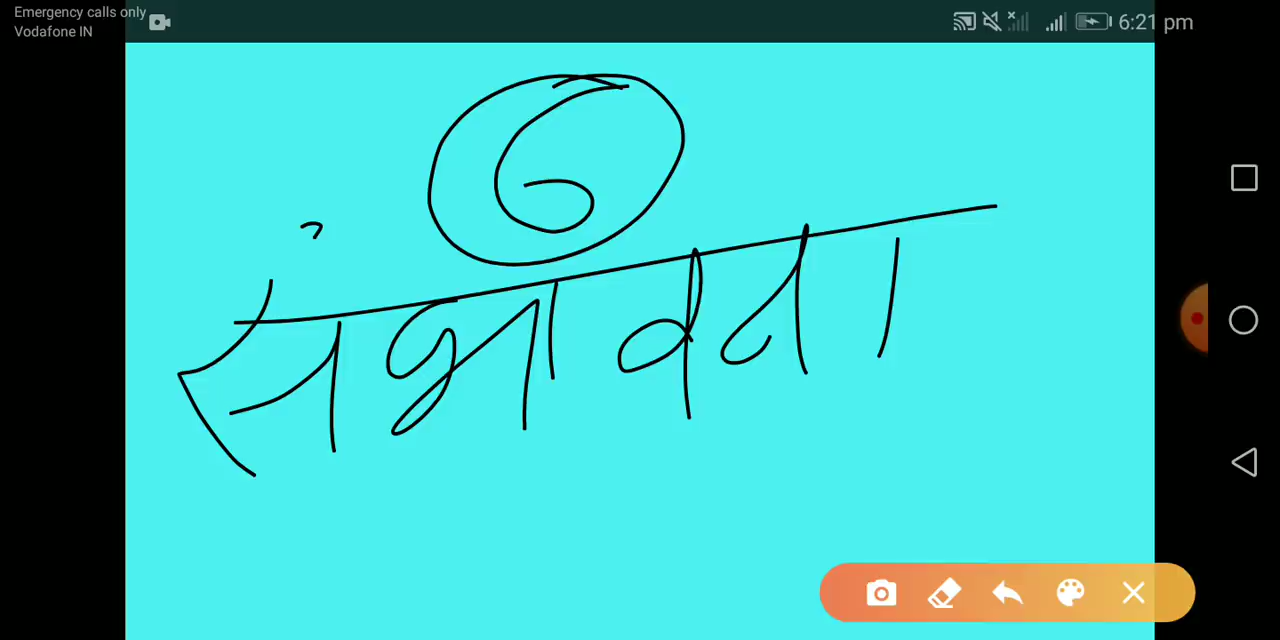 6
संभावना
Emergency calls only
Vodafone IN
6:21 pm